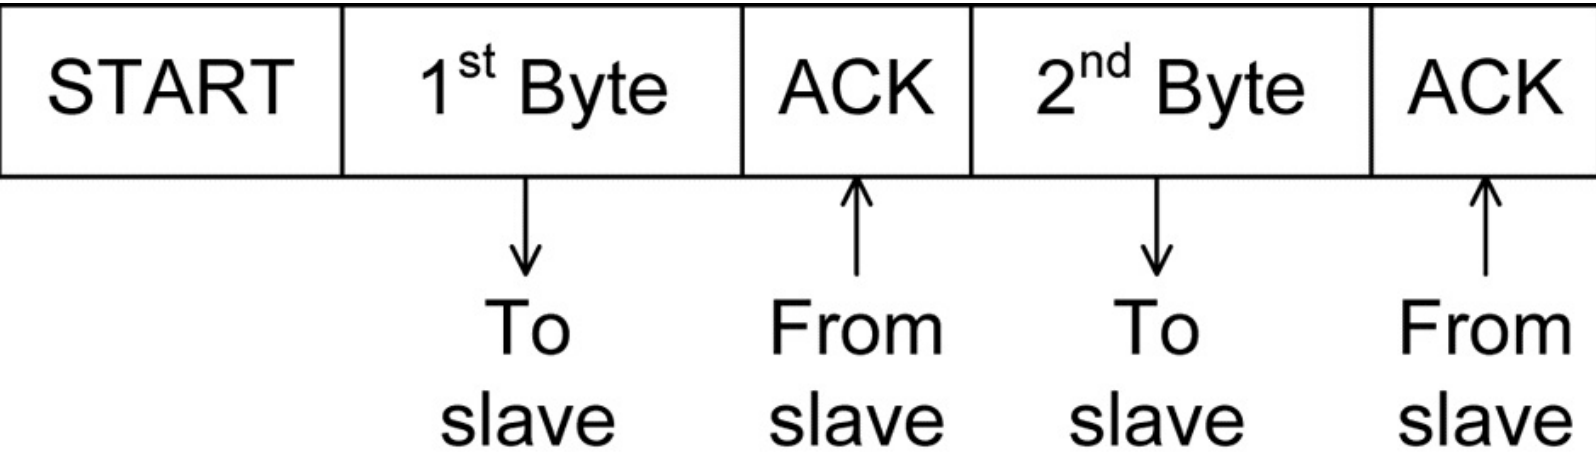 START 1st Byte ACK 2nd Byte ACK
To From To From
slave slave slave slave